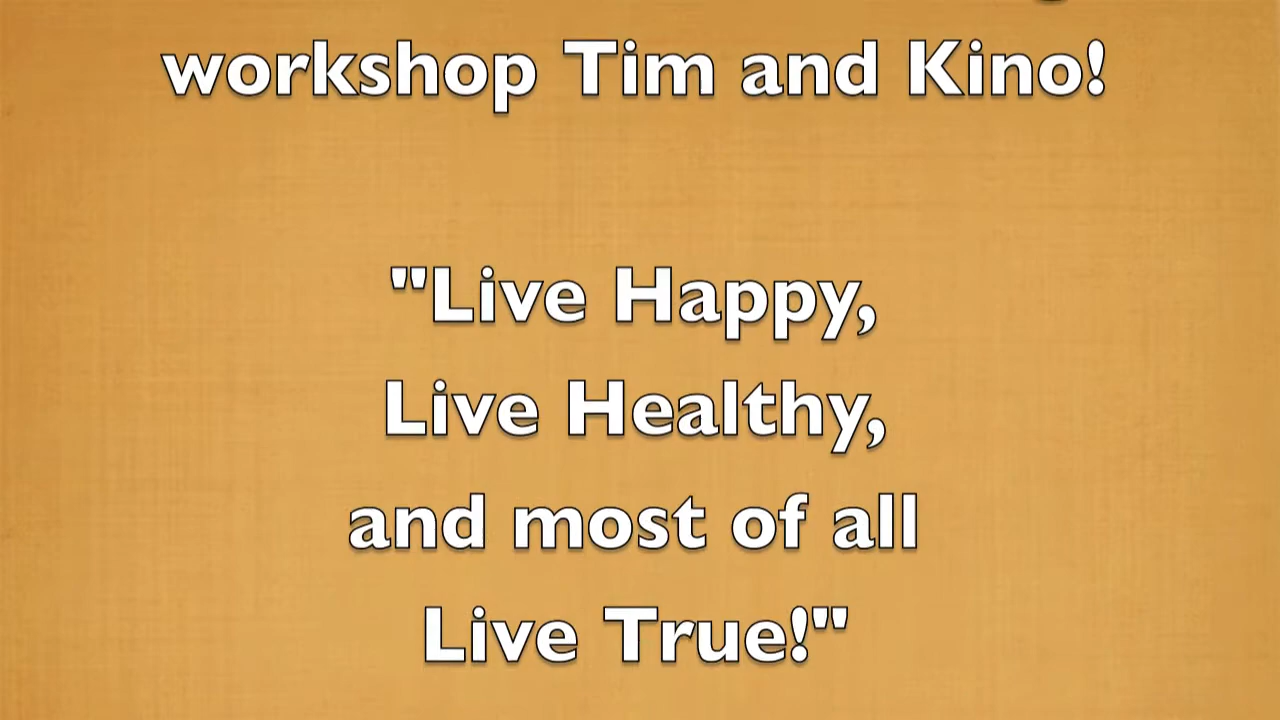 workshop Tim and Kino!
"Live Happy,
Live Healthy,
and most of all
Live True!"